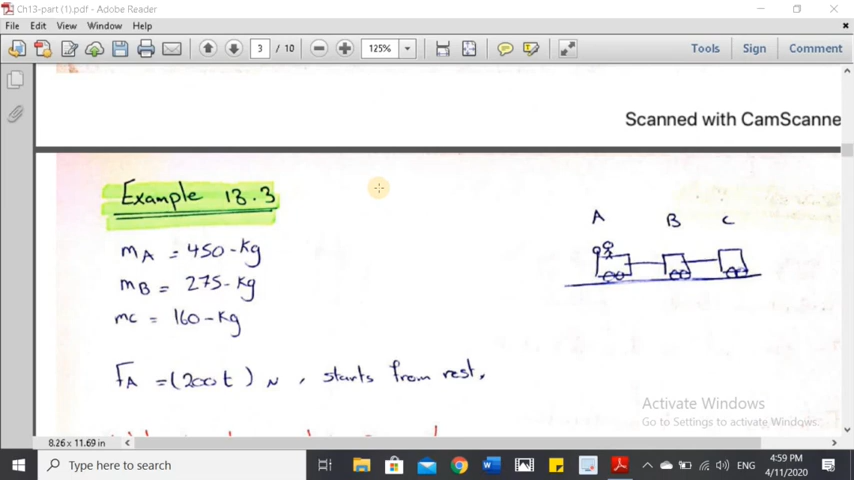 Ch13-part (1).pdf - Adobe Reader
File Edit View Window Help
3 / 10
125%
Tools Sign Comment
Scanned with CamScanne
Example 13.3
mA = 450-kg
mB = 275-kg
mC = 160-kg
A B C
FA = (200t) N , starts from rest,
Activate Windows
Go to Settings to activate Windows.
8.26 x 11.69 in
Type here to search
ENG
4:59 PM
4/11/2020